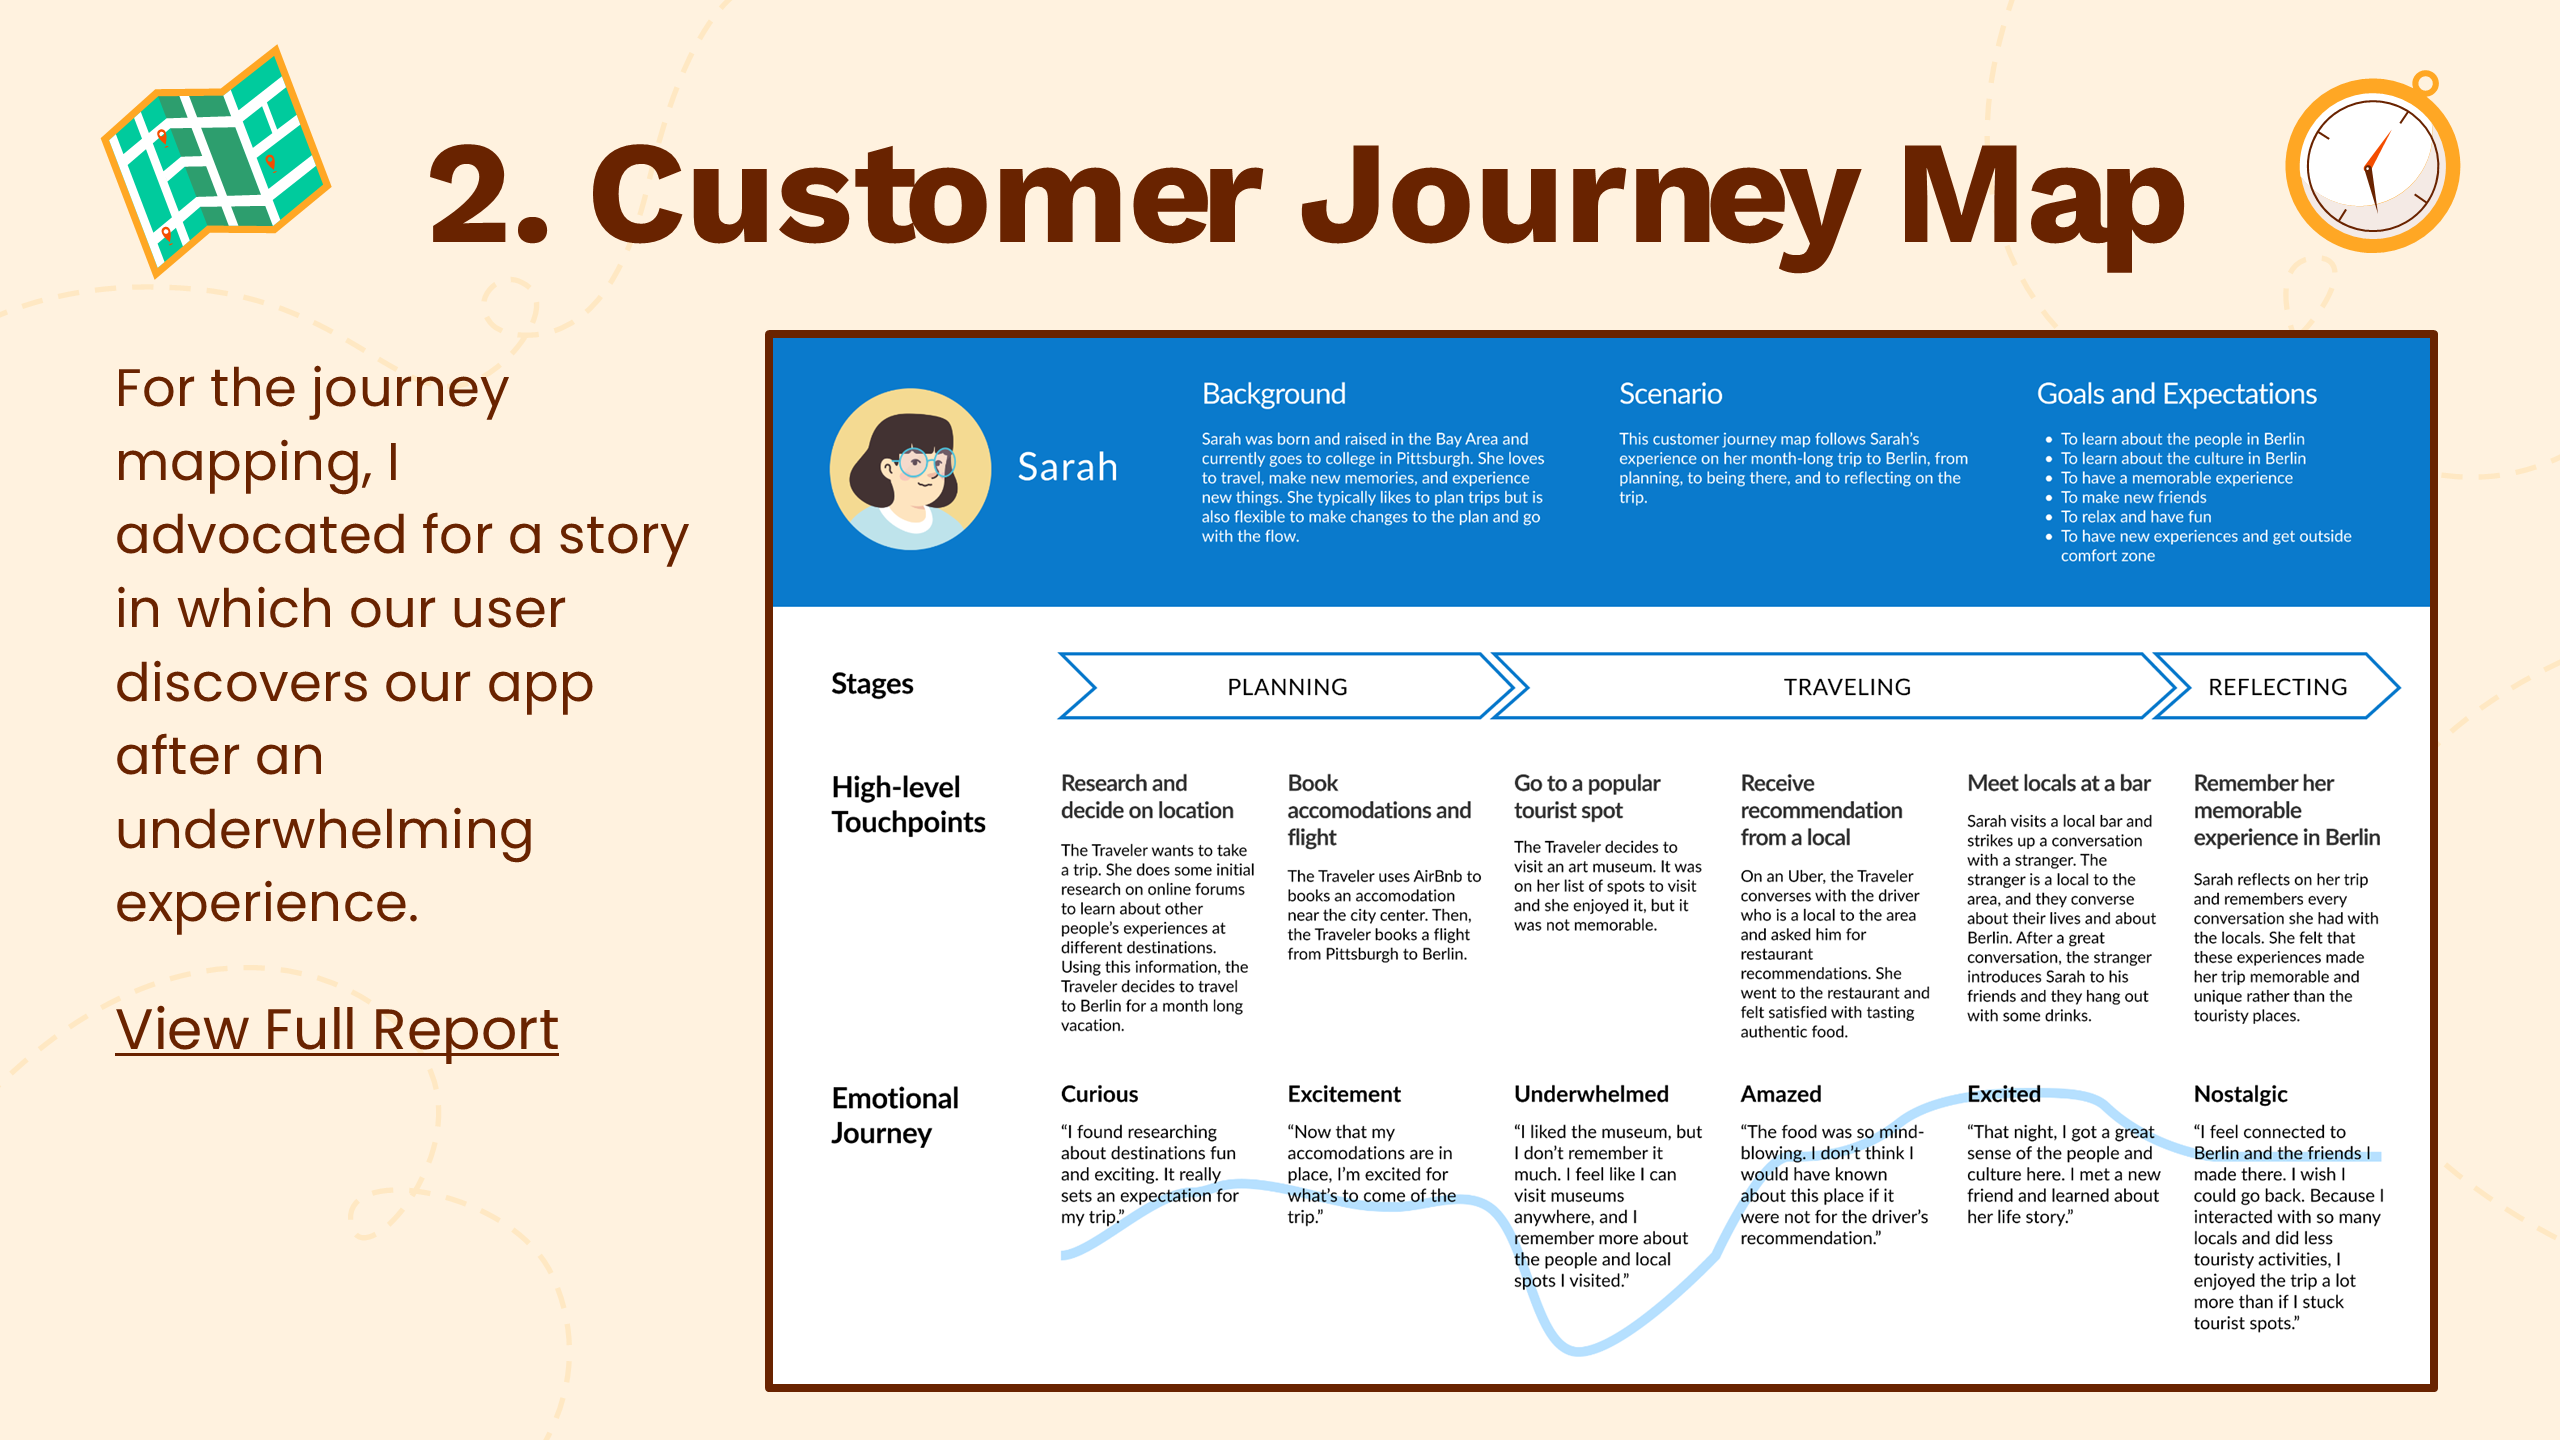 2. Customer Journey Map
For the journey
mapping, I
advocated for a story
in which our user
discovers our app
after an
underwhelming
experience.
View Full Report
Sarah
Background
Sarah was born and raised in the Bay Area and
currently goes to college in Pittsburgh. She loves
to travel, make new memories, and experience
new things. She typically likes to plan trips but is
also flexible to make changes to the plan and go
with the flow.
Scenario
This customer journey map follows Sarah's
experience on her month-long trip to Berlin, from
planning, to being there, and to reflecting on the
trip.
Goals and Expectations
• To learn about the people in Berlin
• To learn about the culture in Berlin
• To have a memorable experience
• To make new friends
• To relax and have fun
• To have new experiences and get outside
comfort zone
Stages
PLANNING
TRAVELING
REFLECTING
High-level
Touchpoints
Research and
decide on location
The Traveler wants to take
a trip. She does some initial
research on online forums
to learn about other
people's experiences at
different destinations.
Using this information, the
Traveler decides to travel
to Berlin for a month long
vacation.
Book
accomodations and
flight
The Traveler uses AirBnb to
books an accomodation
near the city center. Then,
the Traveler books a flight
from Pittsburgh to Berlin.
Go to a popular
tourist spot
The Traveler decides to
visit an art museum. It was
on her list of spots to visit
and she enjoyed it, but it
was not memorable.
Receive
recommendation
from a local
On an Uber, the Traveler
converses with the driver
who is a local to the area
and asked him for
restaurant
recommendations. She
went to the restaurant and
felt satisfied with tasting
authentic food.
Meet locals at a bar
Sarah visits a local bar and
strikes up a conversation
with a stranger. The
stranger is a local to the
area, and they converse
about their lives and about
Berlin. After a great
conversation, the stranger
introduces Sarah to his
friends and they hang out
with some drinks.
Remember her
memorable
experience in Berlin
Sarah reflects on her trip
and remembers every
conversation she had with
the locals. She felt that
these experiences made
her trip memorable and
unique rather than the
touristy places.
Emotional
Journey
Curious
“I found researching
about destinations fun
and exciting. It really
sets an expectation for
my trip.”
Excitement
“Now that my
accomodations are in
place, I’m excited for
what’s to come of the
trip.”
Underwhelmed
“I liked the museum, but
I don’t remember it
much. I feel like I can
visit museums
anywhere, and I
remember more about
the people and local
spots I visited.”
Amazed
“The food was so mind-
blowing. I don’t think I
would have known
about this place if it
were not for the driver’s
recommendation.”
Excited
“That night, I got a great
sense of the people and
culture here. I met a new
friend and learned about
her life story.”
Nostalgic
“I feel connected to
Berlin and the friends I
made there. I wish I
could go back. Because I
interacted with so many
locals and did less
touristy activities, I
enjoyed the trip a lot
more than if I stuck
tourist spots.”